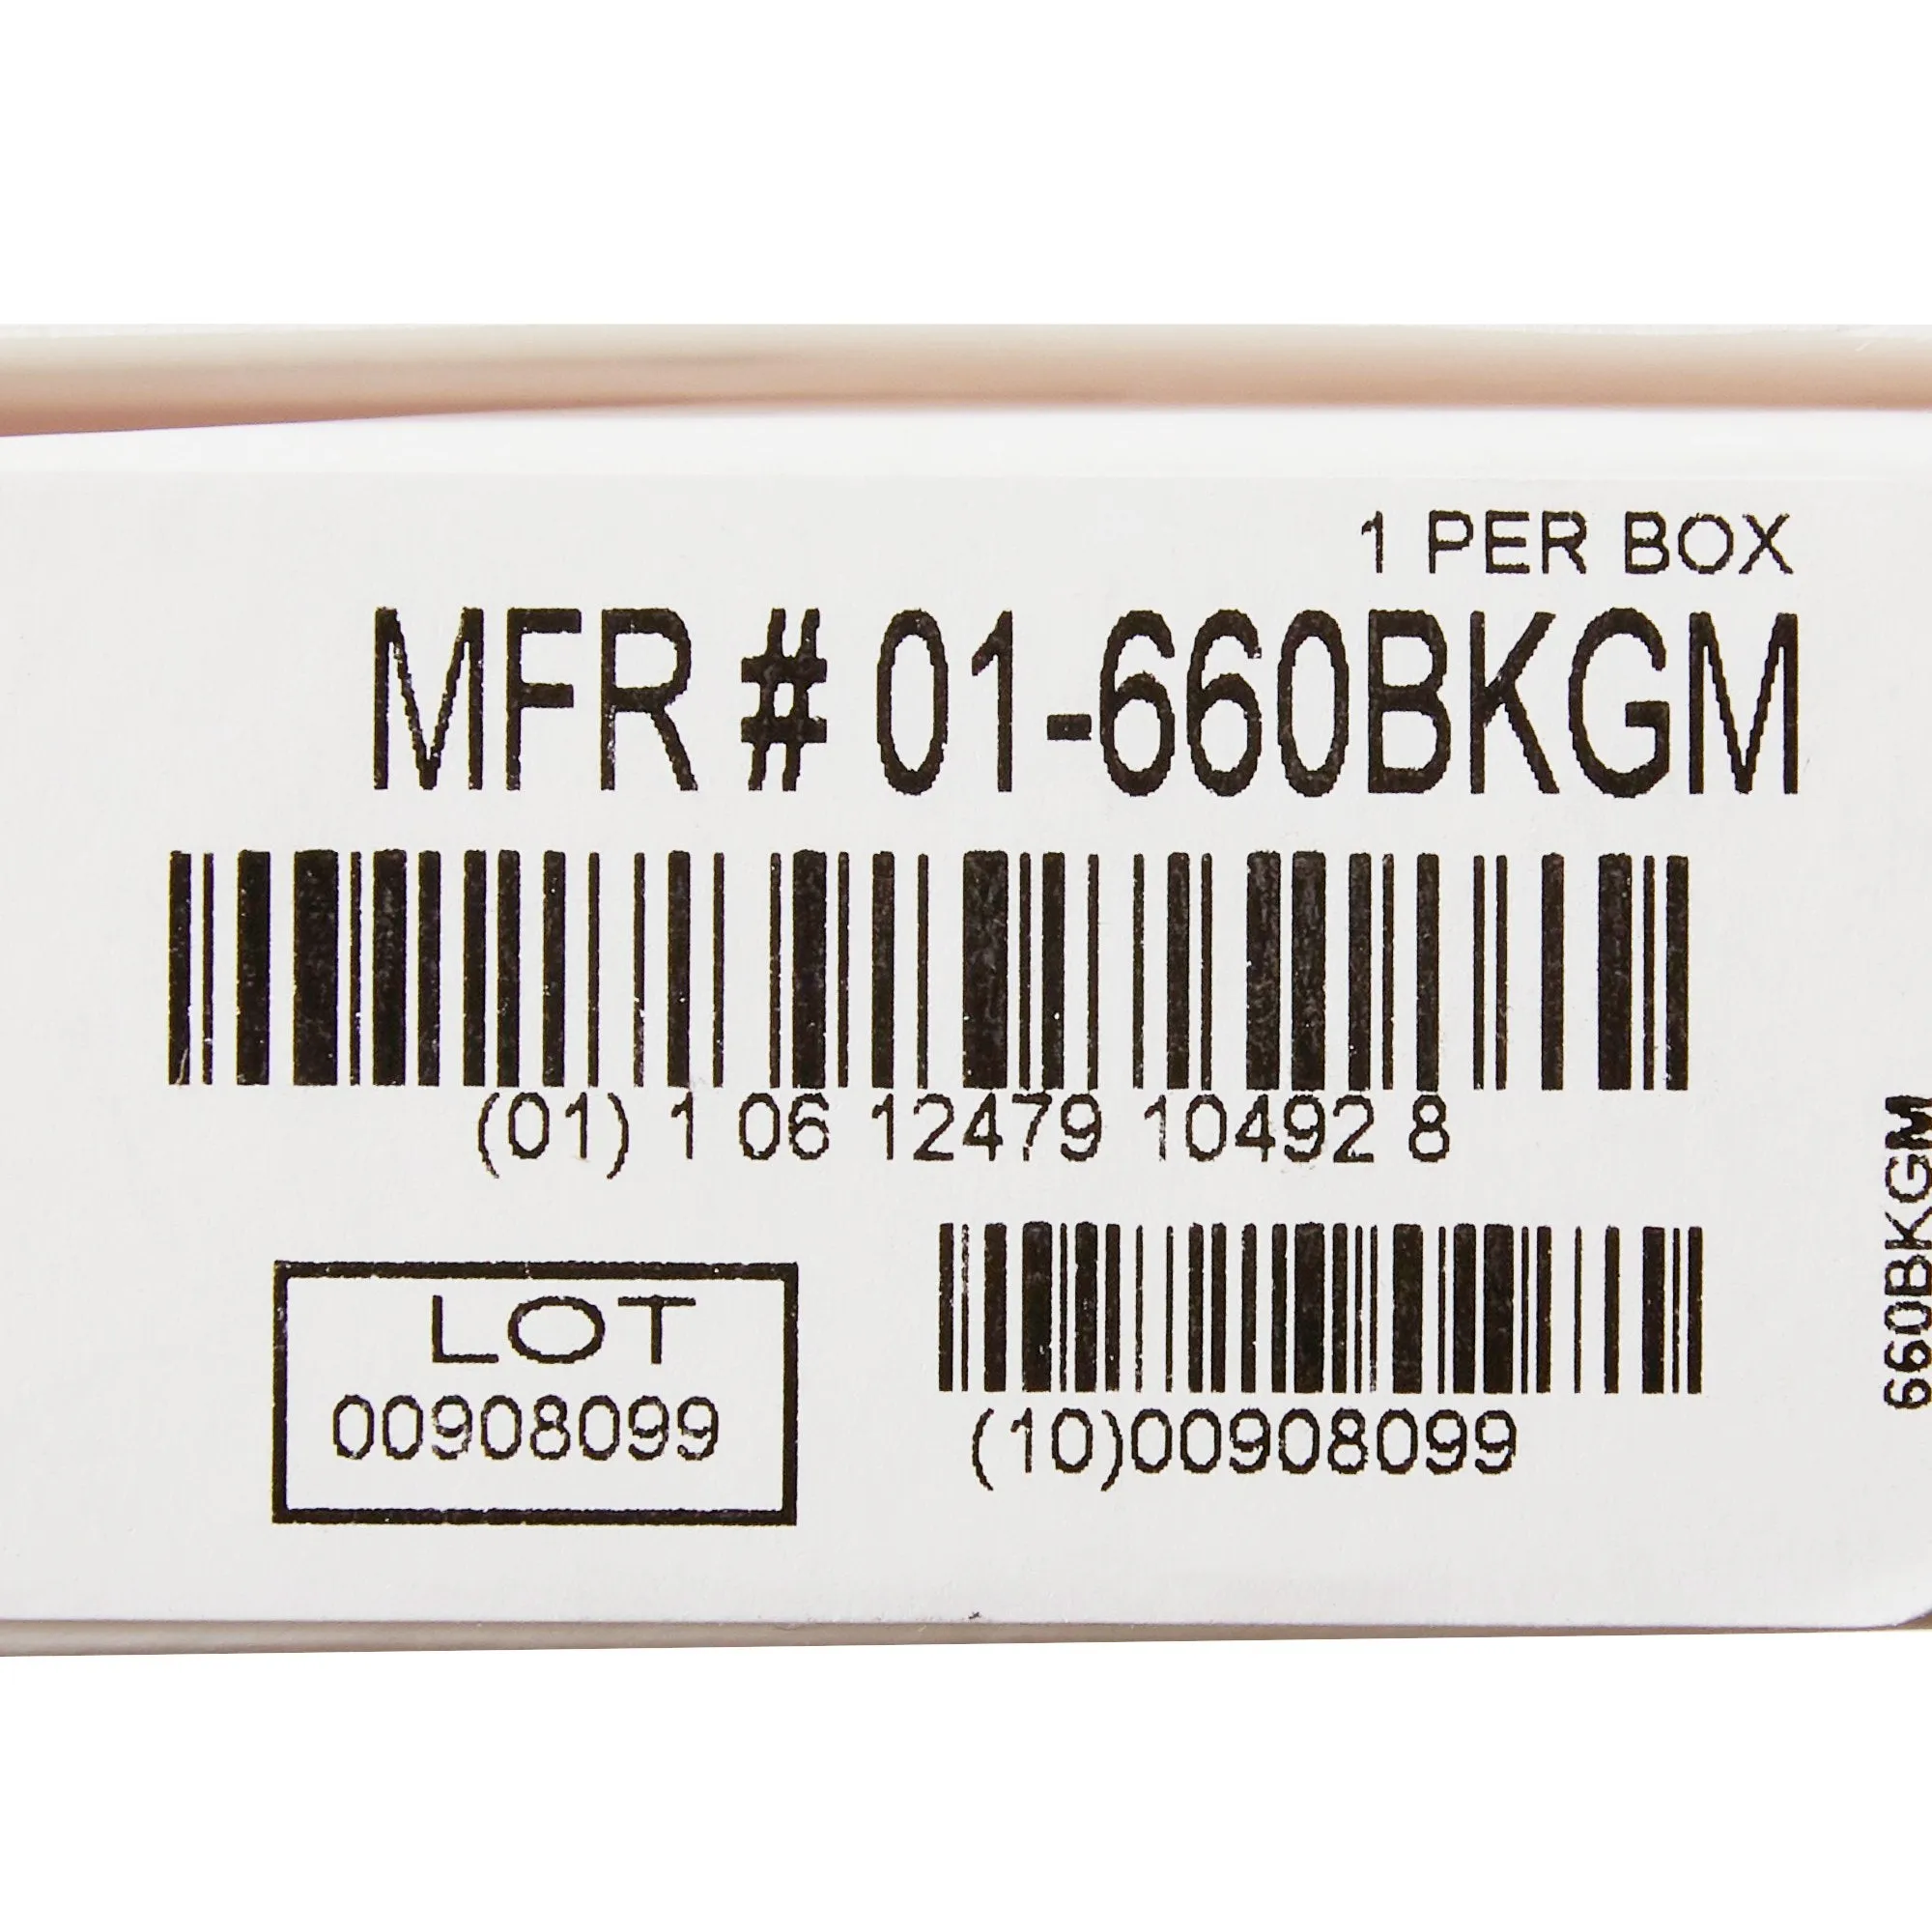 1 PER BOX
MFR # 01-660BKGM
(01) 1 06 12479 10492 8
LOT
00908099
(10)00908099
660BKGM